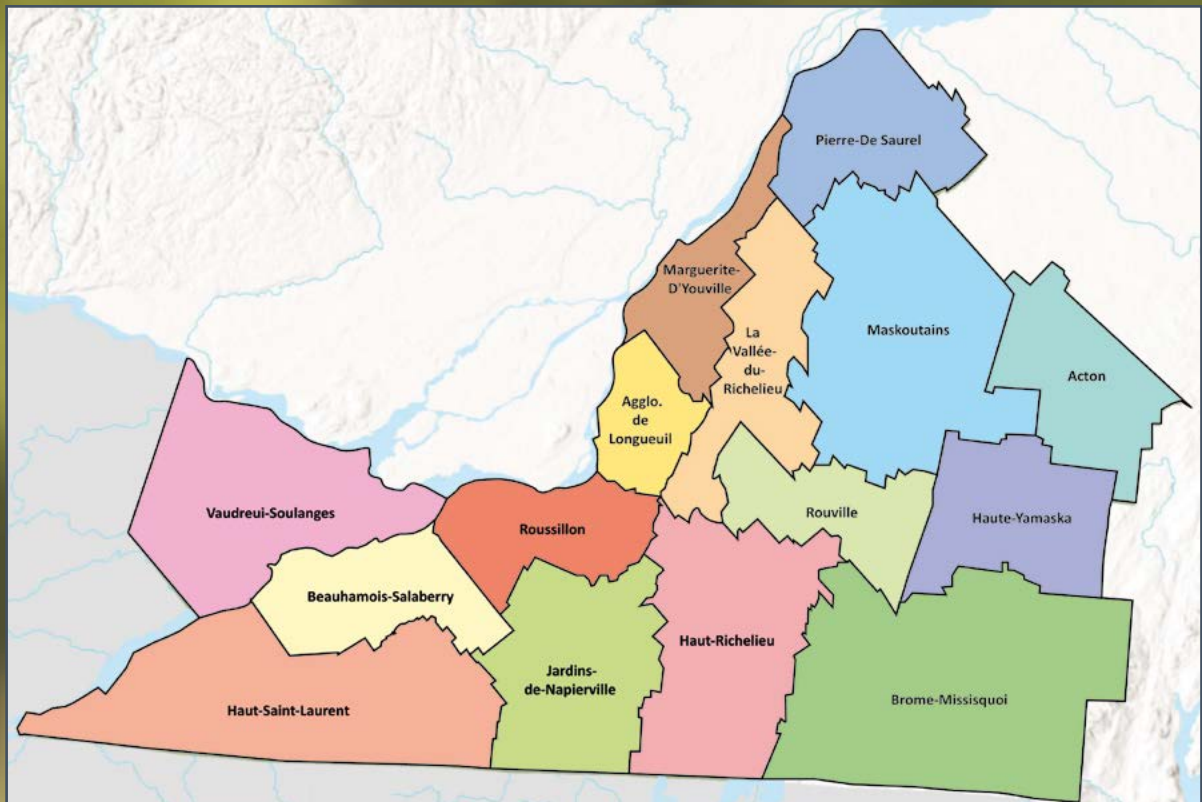 Pierre-De Saurel
Marguerite-
D'Youville
La
Vallée-
du-
Richelieu
Maskoutains
Acton
Agglo.
de
Longueuil
Vaudreui-Soulanges
Roussillon
Rouville
Haute-Yamaska
Beauhamois-Salaberry
Haut-Richelieu
Jardins-
de-Napierville
Haut-Saint-Laurent
Brome-Missisquoi